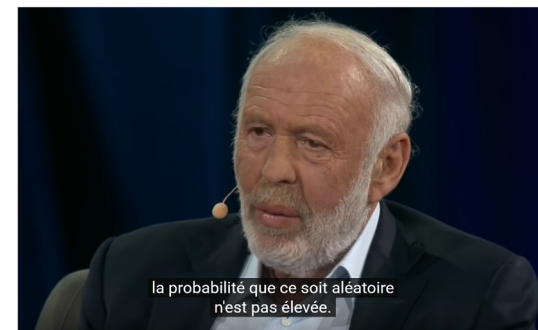 la probabilité que ce soit aléatoire
n'est pas élevée.